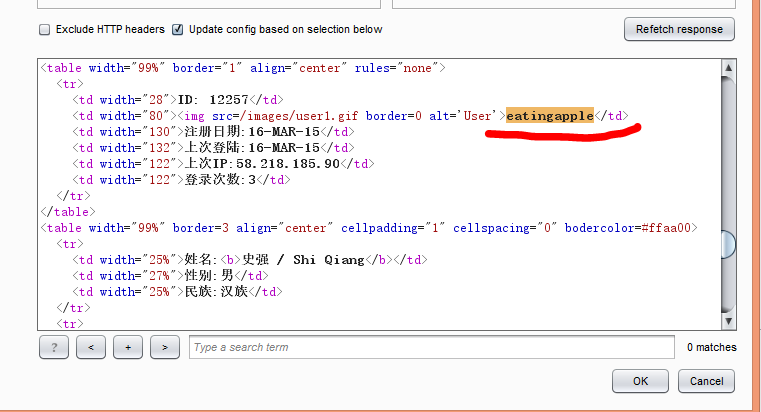 Exclude HTTP headers Update config based on selection below Refetch response
<table width="99%" border="1" align="center" rules="none">
<tr>
<td width="28">ID: 12257</td>
<td width="80"><img src=/images/user1.gif border=0 alt='User'>eatingapple</td>
<td width="130">注册日期:16-MAR-15</td>
<td width="132">上次登陆:16-MAR-15</td>
<td width="122">上次IP:58.218.185.90</td>
<td width="122">登录次数:3</td>
</tr>
</table>
<table width="99%" border=3 align="center" cellpadding="1" cellspacing="0" bodercolor=#ffaa00>
<tr>
<td width="25%">姓名:<b>史强 / Shi Qiang</b></td>
<td width="27%">性别:男</td>
<td width="25%">民族:汉族</td>
</tr>
<tr>
? < + > Type a search term 0 matches
OK Cancel